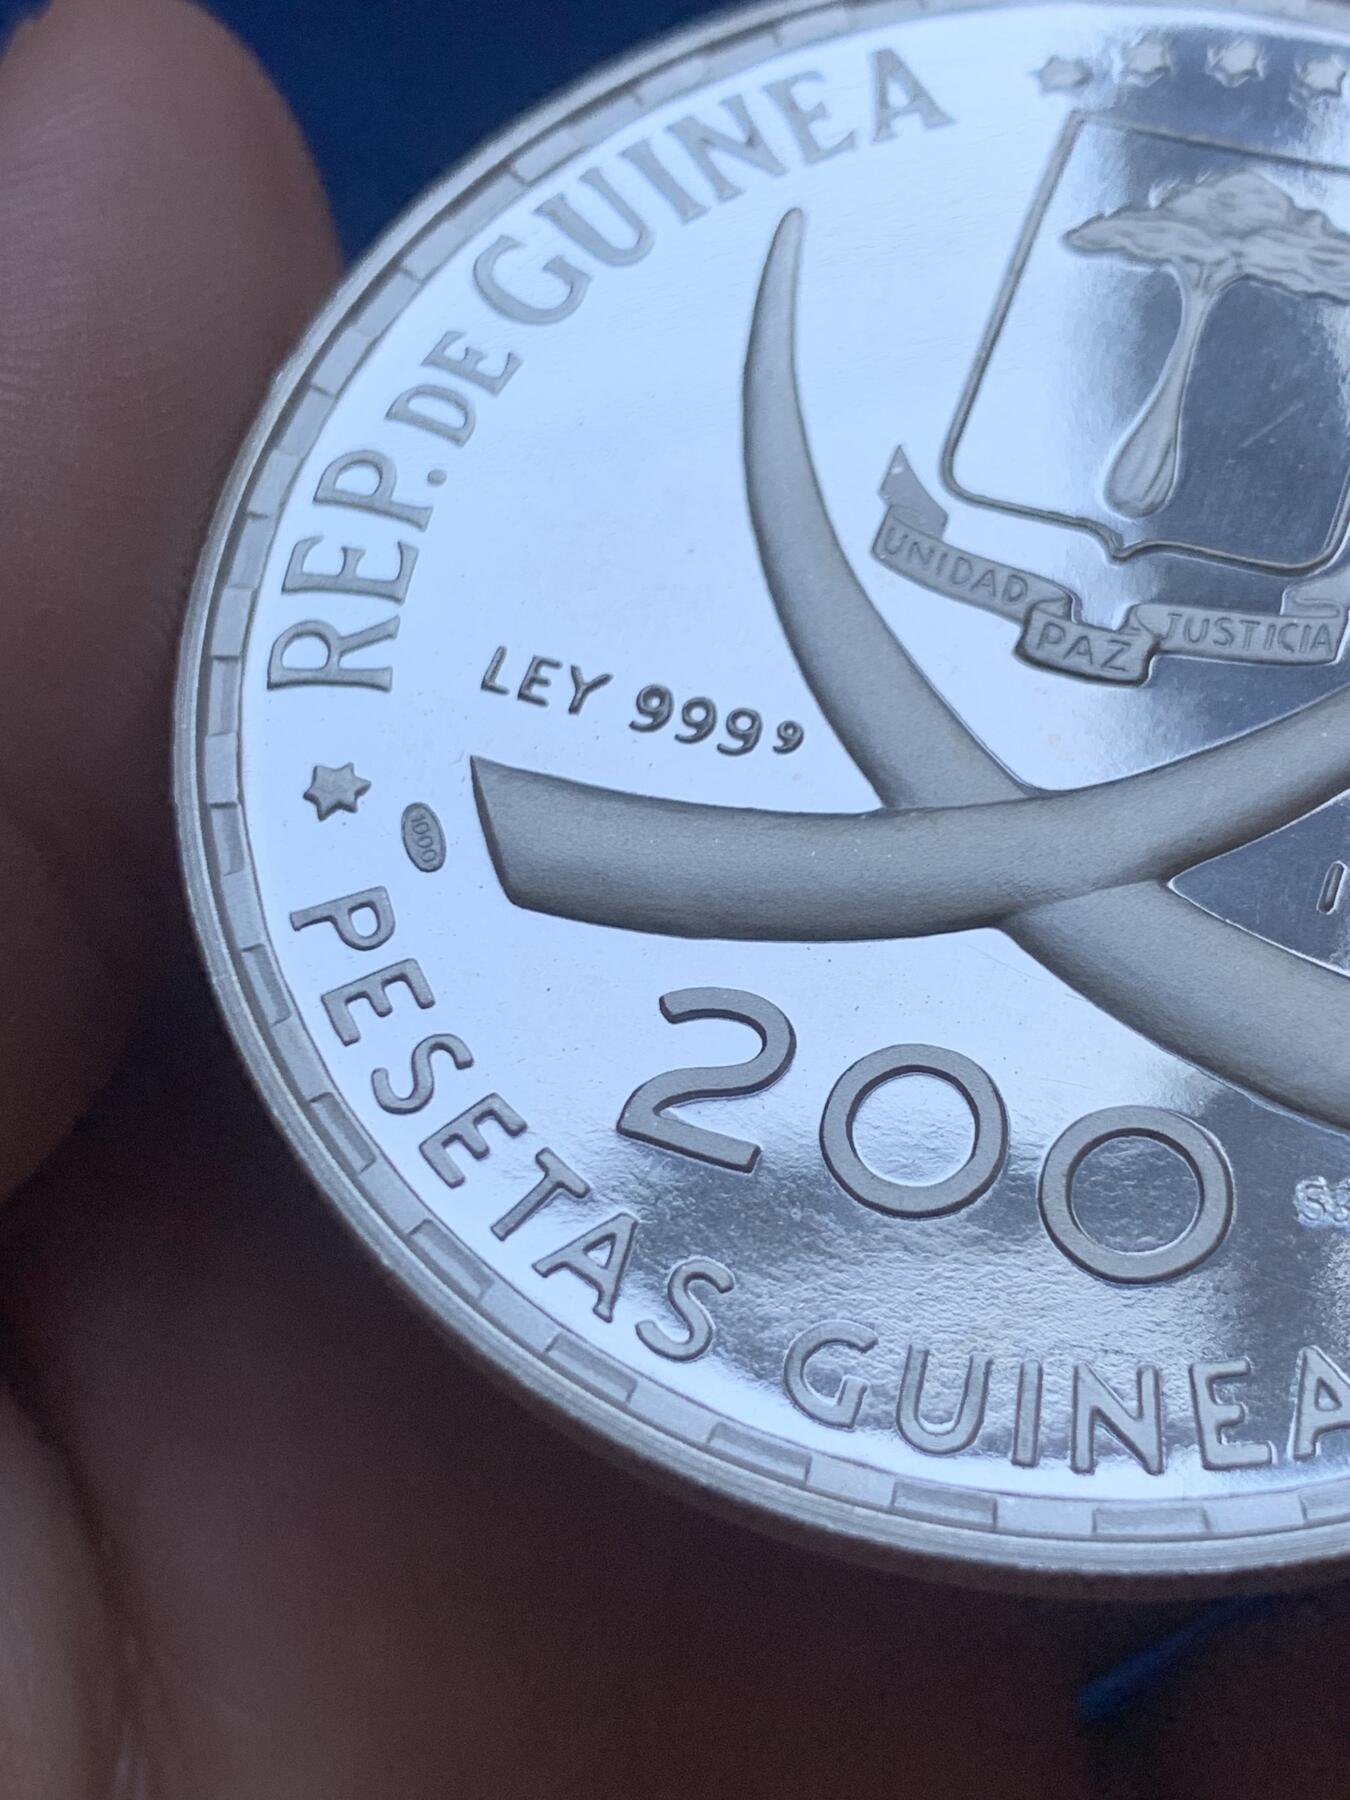 REP. DE GUINEA
UNIDAD PAZ JUSTICIA
LEY 999⁹
1000
200
PESETAS GUINEA